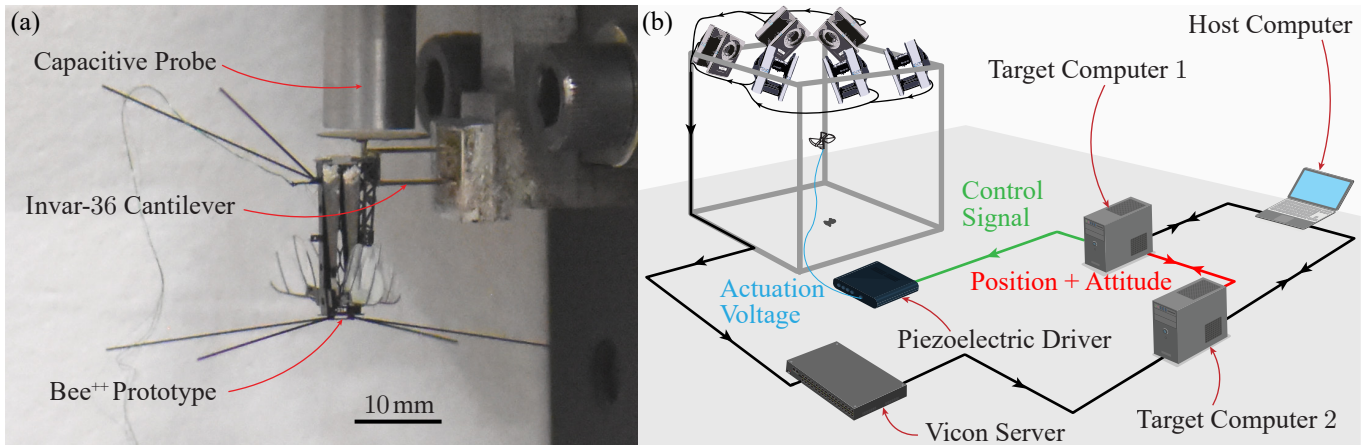 (a)
Capacitive Probe
Invar-36 Cantilever
Bee⁺⁺ Prototype
10 mm
(b)
Host Computer
Target Computer 1
Control
Signal
Position + Attitude
Actuation
Voltage
Piezoelectric Driver
Vicon Server
Target Computer 2